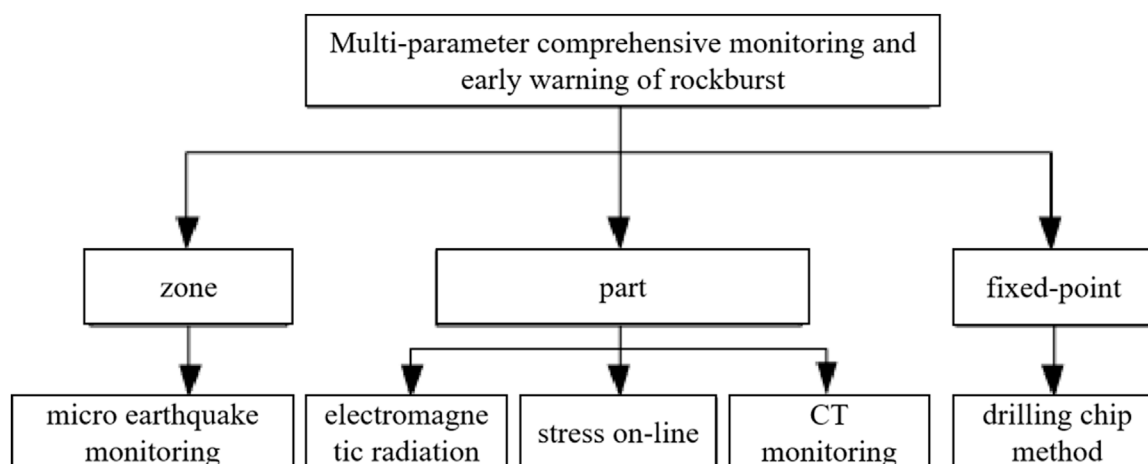 Multi-parameter comprehensive monitoring and
early warning of rockburst
zone
part
fixed-point
micro earthquake
monitoring
electromagne
tic radiation
stress on-line
CT
monitoring
drilling chip
method